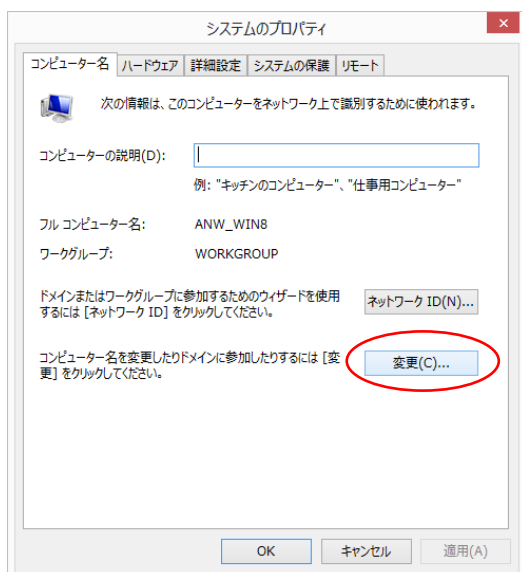 システムのプロパティ
コンピューター名 ハードウェア 詳細設定 システムの保護 リモート
次の情報は、このコンピューターをネットワーク上で識別するために使われます。
コンピューターの説明(D):
例: "キッチンのコンピューター"、"仕事用コンピューター"
フル コンピューター名: ANW_WIN8
ワークグループ: WORKGROUP
ドメインまたはワークグループに参加するためのウィザードを使用
するには [ネットワーク ID] をクリックしてください。
ネットワーク ID(N)...
コンピューター名を変更したりドメインに参加したりするには [変
更] をクリックしてください。
変更(C)...
OK キャンセル 適用(A)